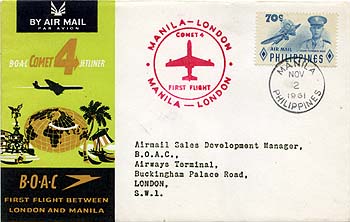 BY AIR MAIL
PAR AVION
B·O·A·C COMET 4 JETLINER
B·O·A·C
FIRST FLIGHT BETWEEN
LONDON AND MANILA
MANILA-LONDON
COMET 4
FIRST FLIGHT
MANILA-LONDON
70c
AIR MAIL
PHILIPPINES
MANILA
NOV
2
1961
PHILIPPINES
Airmail Sales Development Manager,
B.O.A.C.,
Airways Terminal,
Buckingham Palace Road,
LONDON,
S.W.1.